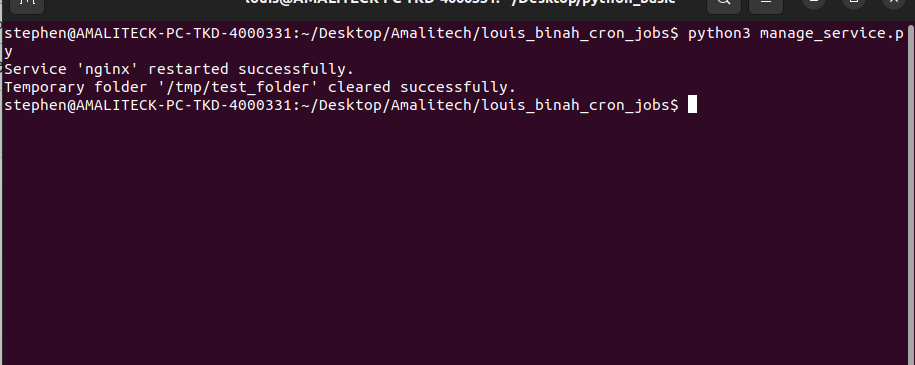 louis@AMALITECK-PC-TKD-4000331: ~/Desktop/python_basic
stephen@AMALITECK-PC-TKD-4000331:~/Desktop/Amalitech/louis_binah_cron_jobs$ python3 manage_service.p
y
Service 'nginx' restarted successfully.
Temporary folder '/tmp/test_folder' cleared successfully.
stephen@AMALITECK-PC-TKD-4000331:~/Desktop/Amalitech/louis_binah_cron_jobs$